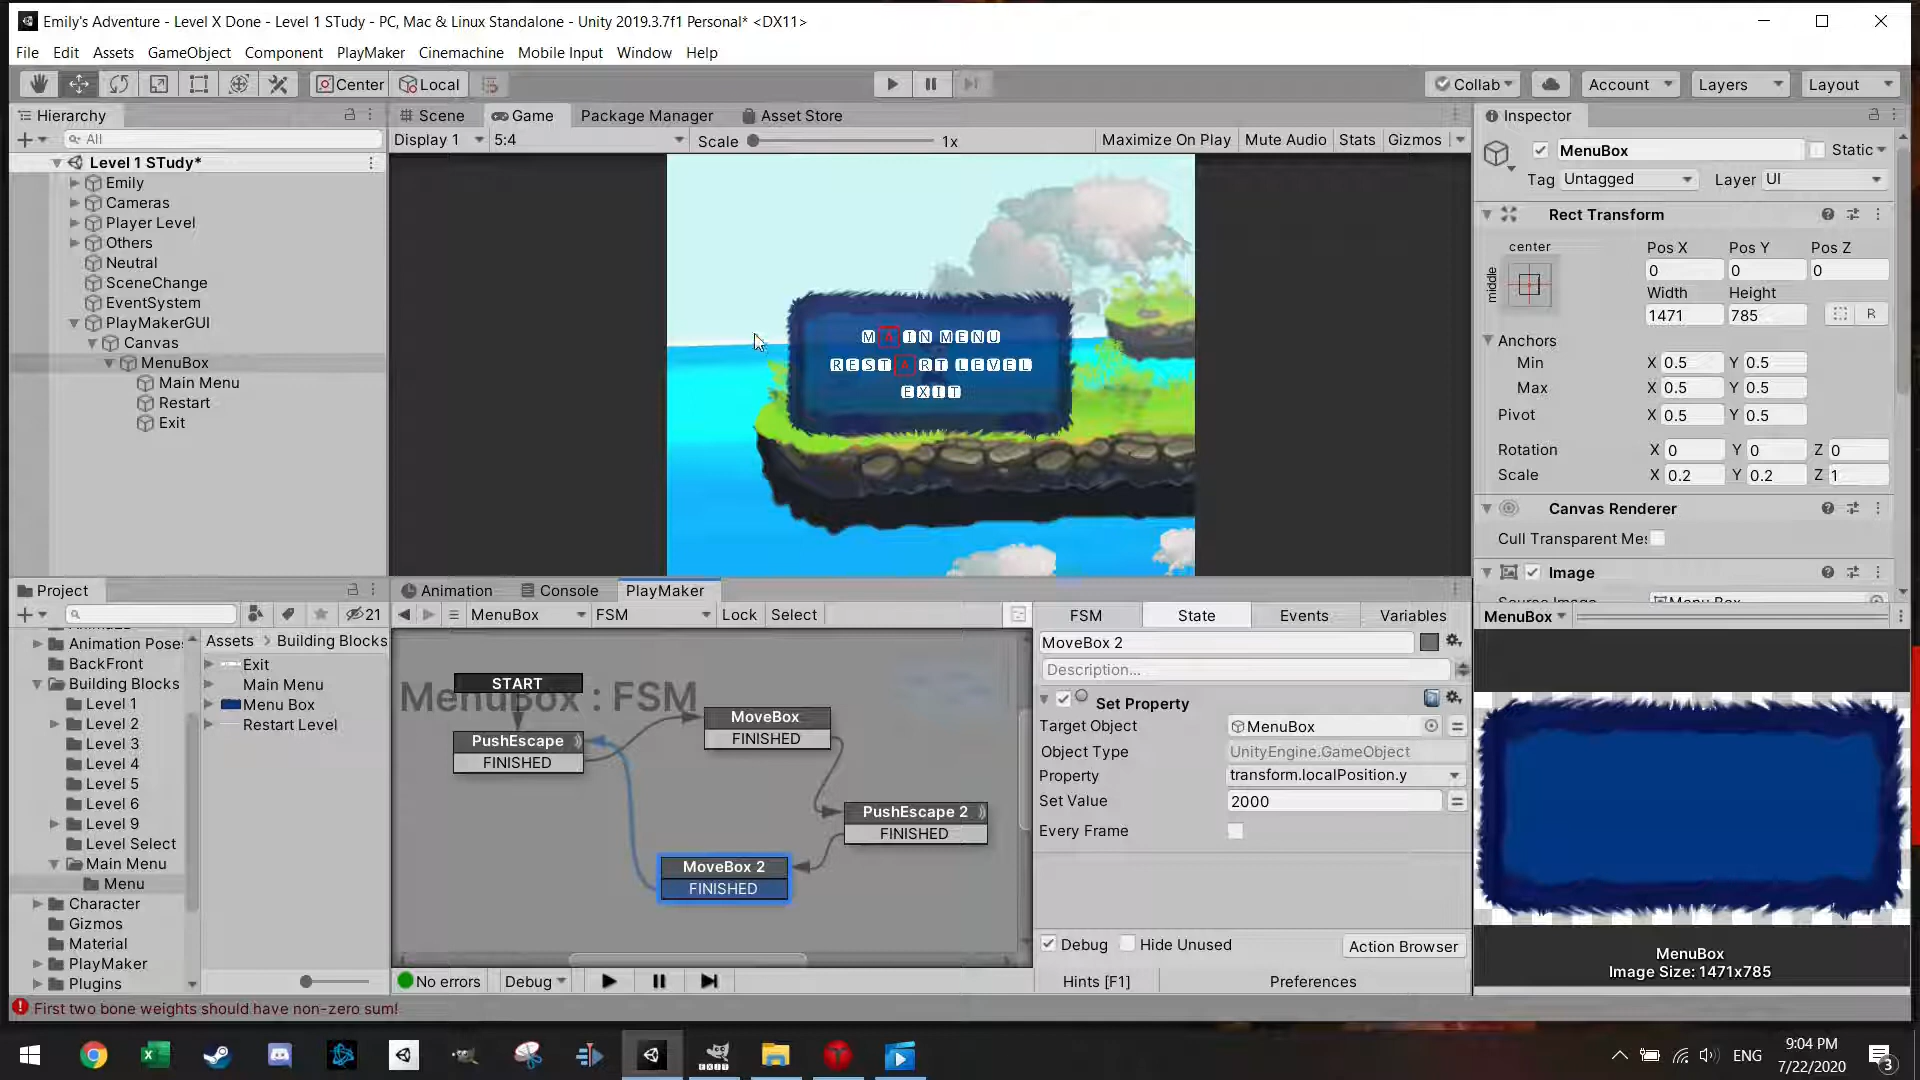 Emily's Adventure - Level X Done - Level 1 STudy - PC, Mac & Linux Standalone - Unity 2019.3.7f1 Personal* <DX11>
File Edit Assets GameObject Component PlayMaker Cinemachine Mobile Input Window Help
Center Local Collab Account Layers Layout
Hierarchy
All
Level 1 STudy*
Emily
Cameras
Player Level
Others
Neutral
SceneChange
EventSystem
PlayMakerGUI
Canvas
MenuBox
Main Menu
Restart
Exit
Scene Game Package Manager Asset Store
Display 1 5:4 Scale 1x Maximize On Play Mute Audio Stats Gizmos
MAIN MENU
RESTART LEVEL
EXIT
Inspector
MenuBox Static
Tag Untagged Layer UI
Rect Transform
center
middle
Pos X Pos Y Pos Z
0 0 0
Width Height
1471 785
R
Anchors
Min X 0.5 Y 0.5
Max X 0.5 Y 0.5
Pivot X 0.5 Y 0.5
Rotation X 0 Y 0 Z 0
Scale X 0.2 Y 0.2 Z 1
Canvas Renderer
Cull Transparent Me
Image
Project
21
Animation Pose
BackFront
Building Blocks
Level 1
Level 2
Level 3
Level 4
Level 5
Level 6
Level 9
Level Select
Main Menu
Menu
Character
Gizmos
Material
PlayMaker
Plugins
Assets > Building Blocks
Exit
Main Menu
Menu Box
Restart Level
Animation Console PlayMaker
MenuBox FSM Lock Select
MenuBox : FSM
START
PushEscape
FINISHED
MoveBox
FINISHED
PushEscape 2
FINISHED
MoveBox 2
FINISHED
No errors Debug
FSM State Events Variables
MoveBox 2
Description...
Set Property
Target Object MenuBox
Object Type UnityEngine.GameObject
Property transform.localPosition.y
Set Value 2000
Every Frame
Debug Hide Unused Action Browser
Hints [F1] Preferences
MenuBox
MenuBox
Image Size: 1471x785
First two bone weights should have non-zero sum!
EXIT
ENG
9:04 PM
7/22/2020
3